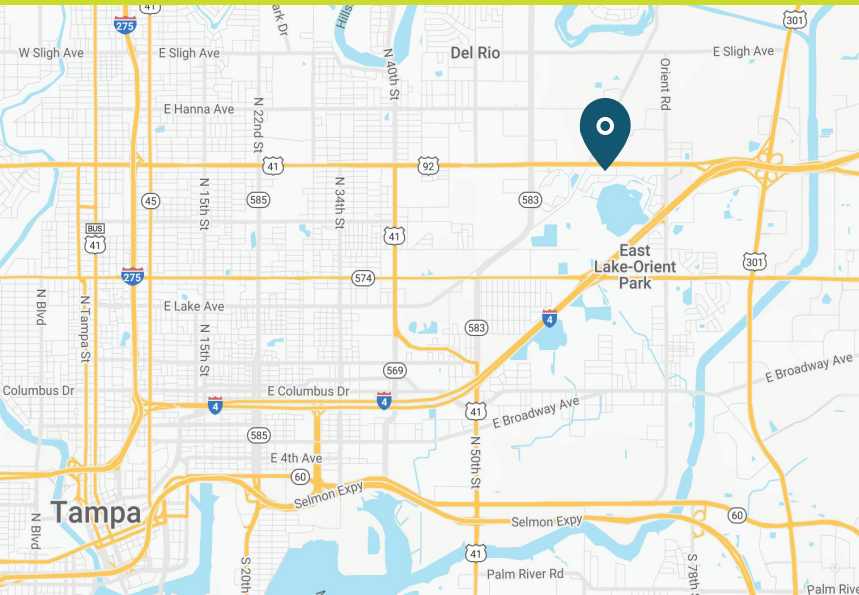 41
301
275
ark Dr
Hills
W Sligh Ave
E Sligh Ave
N 40th St
Del Rio
E Sligh Ave
Orient Rd
E Hanna Ave
N 22nd St
41
92
N 15th St
45
585
N 34th St
583
BUS
41
41
East
Lake-Orient
Park
301
275
574
N Blvd
N Tampa St
E Lake Ave
4
583
N 15th St
569
E Broadway Ave
Columbus Dr
E Columbus Dr
4
4
41
E Broadway Ave
585
E 4th Ave
N 50th St
60
Selmon Expy
Tampa
N Blvd
60
Selmon Expy
41
S 20th
S 78th S
Palm River Rd
Palm Rive